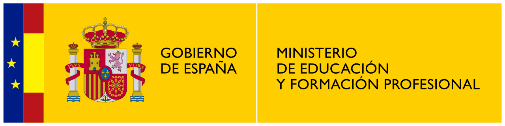 GOBIERNO
DE ESPAÑA
MINISTERIO
DE EDUCACIÓN
Y FORMACIÓN PROFESIONAL